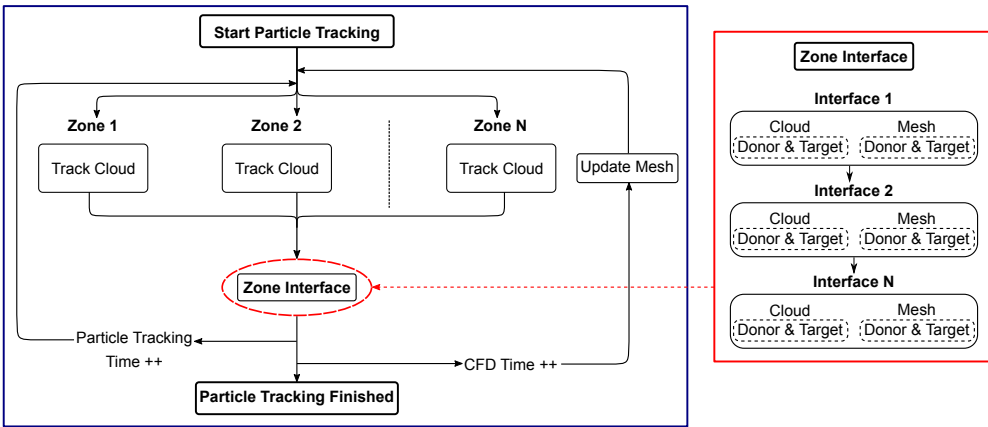 Start Particle Tracking
Zone 1
Zone 2
Zone N
Track Cloud
Track Cloud
Track Cloud
Update Mesh
Zone Interface
Particle Tracking
Time ++
CFD Time ++
Particle Tracking Finished
Zone Interface
Interface 1
Cloud
Mesh
Donor & Target
Donor & Target
Interface 2
Cloud
Mesh
Donor & Target
Donor & Target
Interface N
Cloud
Mesh
Donor & Target
Donor & Target